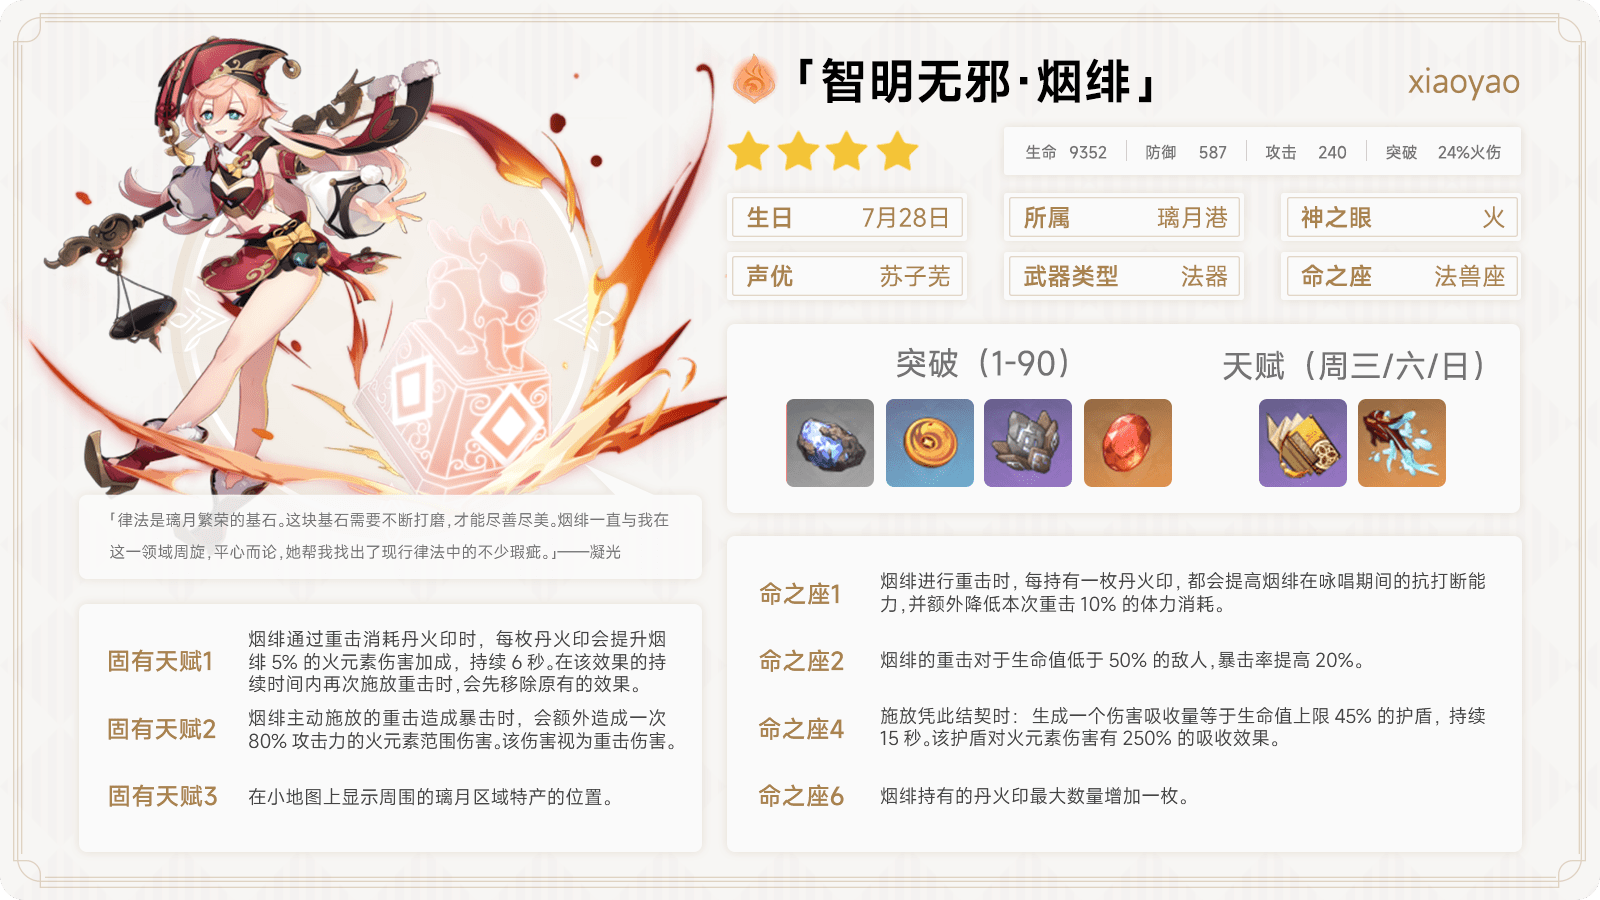 「智明无邪·烟绯」
xiaoyao
生命 9352 防御 587 攻击 240 突破 24%火伤
生日 7月28日
所属 璃月港
神之眼 火
声优 苏子芜
武器类型 法器
命之座 法兽座
突破（1-90）
天赋（周三/六/日）
「律法是璃月繁荣的基石。这块基石需要不断打磨，才能尽善尽美。烟绯一直与我在
这一领域周旋，平心而论，她帮我找出了现行律法中的不少瑕疵。」——凝光
固有天赋1
烟绯通过重击消耗丹火印时，每枚丹火印会提升烟
绯 5% 的火元素伤害加成，持续 6 秒。在该效果的持
续时间内再次施放重击时，会先移除原有的效果。
固有天赋2
烟绯主动施放的重击造成暴击时，会额外造成一次
80% 攻击力的火元素范围伤害。该伤害视为重击伤害。
固有天赋3
在小地图上显示周围的璃月区域特产的位置。
命之座1
烟绯进行重击时，每持有一枚丹火印，都会提高烟绯在咏唱期间的抗打断能
力，并额外降低本次重击 10% 的体力消耗。
命之座2
烟绯的重击对于生命值低于 50% 的敌人，暴击率提高 20%。
命之座4
施放凭此结契时：生成一个伤害吸收量等于生命值上限 45% 的护盾，持续
15 秒。该护盾对火元素伤害有 250% 的吸收效果。
命之座6
烟绯持有的丹火印最大数量增加一枚。